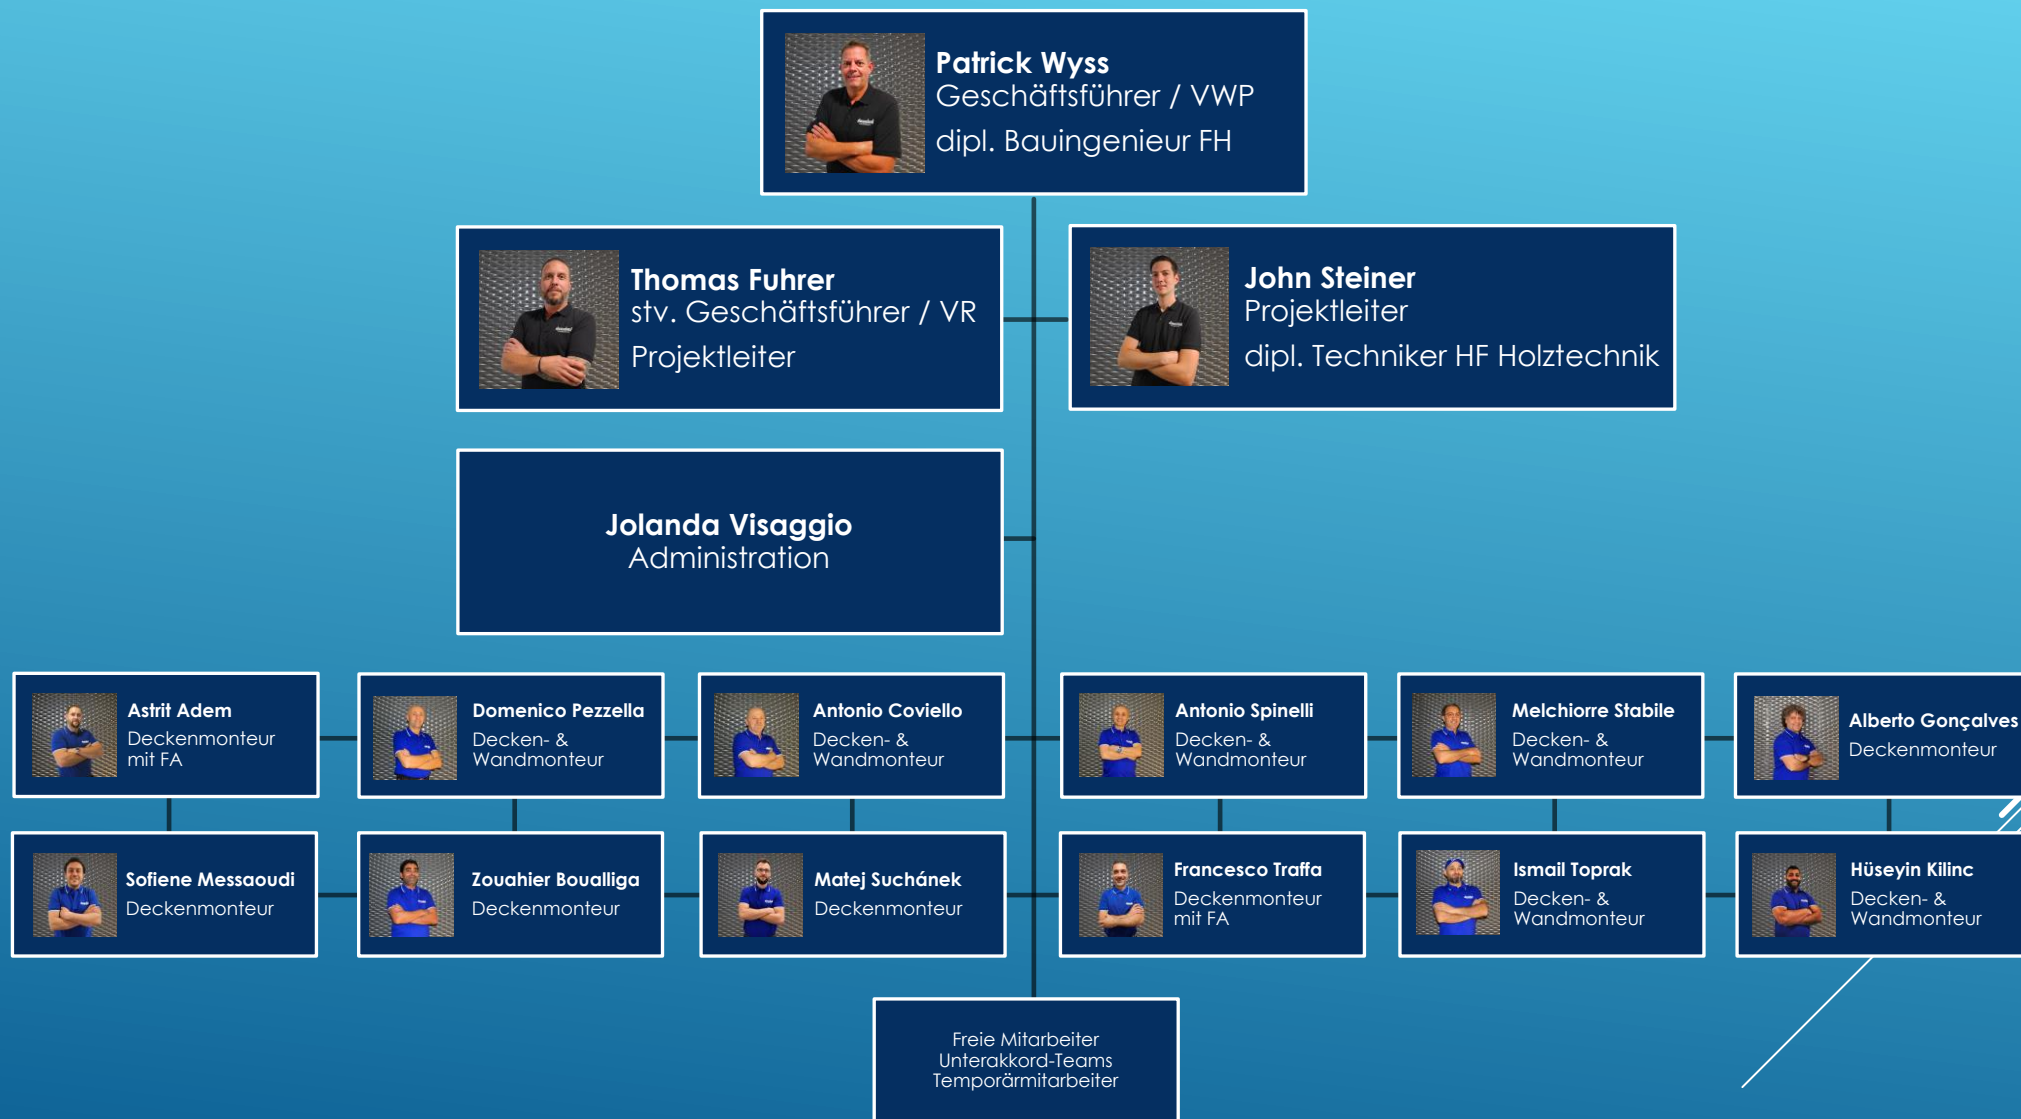 Patrick Wyss
Geschäftsführer / VWP
dipl. Bauingenieur FH
Thomas Fuhrer
stv. Geschäftsführer / VR
Projektleiter
John Steiner
Projektleiter
dipl. Techniker HF Holztechnik
Jolanda Visaggio
Administration
Astrit Adem
Deckenmonteur
mit FA
Domenico Pezzella
Decken- &
Wandmonteur
Antonio Coviello
Decken- &
Wandmonteur
Antonio Spinelli
Decken- &
Wandmonteur
Melchiorre Stabile
Decken- &
Wandmonteur
Alberto Gonçalves
Deckenmonteur
Sofiene Messaoudi
Deckenmonteur
Zouahier Boualliga
Deckenmonteur
Matej Suchánek
Deckenmonteur
Francesco Traffa
Deckenmonteur
mit FA
Ismail Toprak
Decken- &
Wandmonteur
Hüseyin Kilinc
Decken- &
Wandmonteur
Freie Mitarbeiter
Unterakkord-Teams
Temporärmitarbeiter